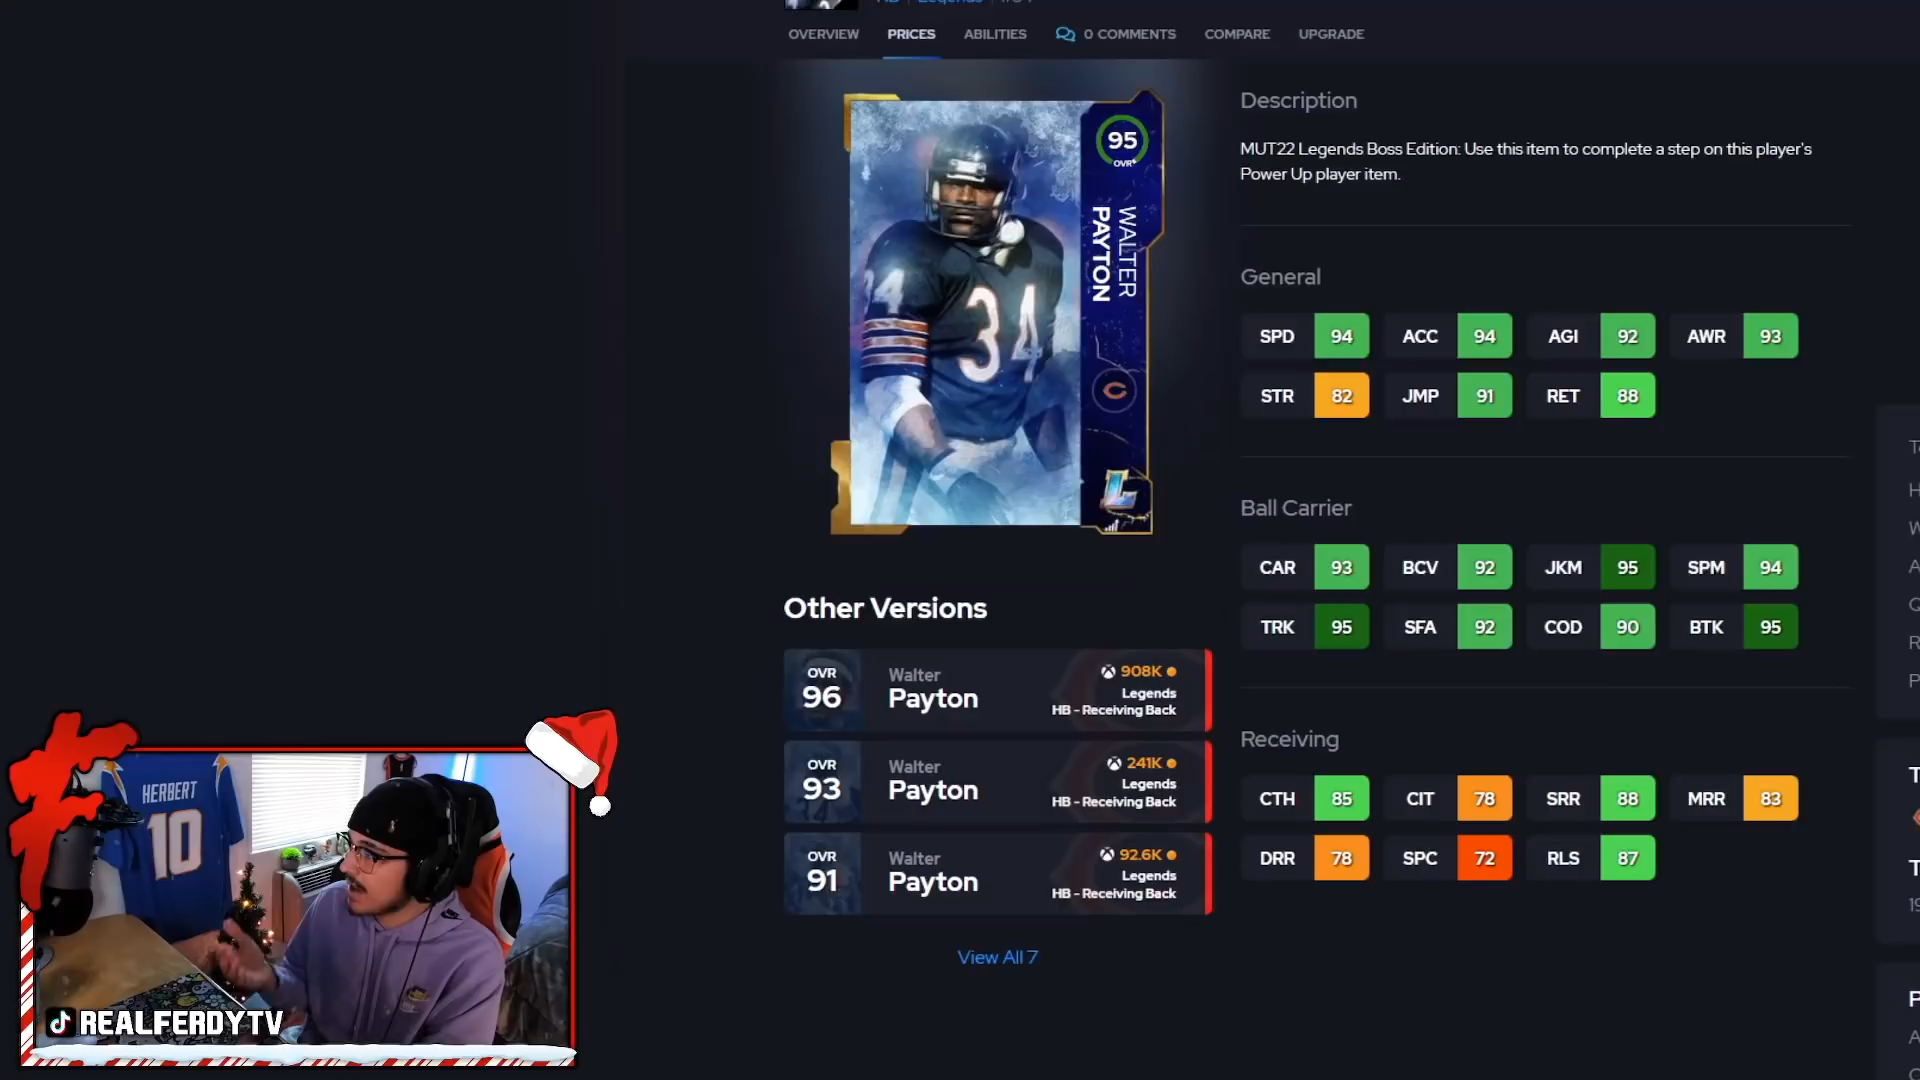 OVERVIEW PRICES ABILITIES 0 COMMENTS COMPARE UPGRADE
95
OVR
WALTER
PAYTON
34
34
Description
MUT22 Legends Boss Edition: Use this item to complete a step on this player's
Power Up player item.
General
SPD 94 ACC 94 AGI 92 AWR 93
STR 82 JMP 91 RET 88
Ball Carrier
CAR 93 BCV 92 JKM 95 SPM 94
TRK 95 SFA 92 COD 90 BTK 95
Receiving
CTH 85 CIT 78 SRR 88 MRR 83
DRR 78 SPC 72 RLS 87
Other Versions
OVR
96
Walter
Payton
908K
Legends
HB - Receiving Back
OVR
93
Walter
Payton
241K
Legends
HB - Receiving Back
OVR
91
Walter
Payton
92.6K
Legends
HB - Receiving Back
View All 7
HERBERT
10
REALFERDYTV